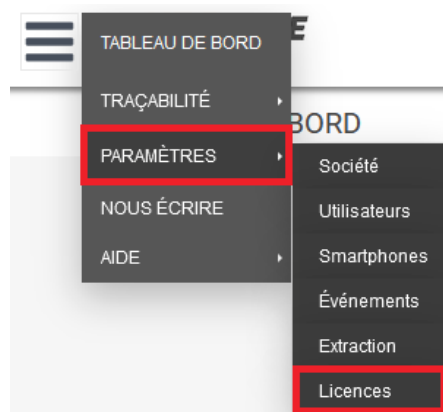 TABLEAU DE BORD
E
TRAÇABILITÉ
BORD
PARAMÈTRES
Société
NOUS ÉCRIRE
Utilisateurs
AIDE
Smartphones
Événements
Extraction
Licences